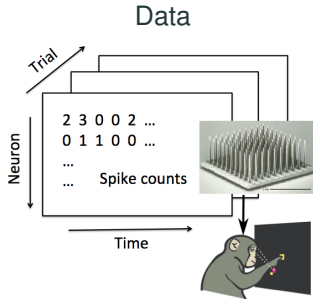 Data
Trial
Neuron
2 3 0 0 2 ...
0 1 1 0 0 ...
...
...
Spike counts
Time